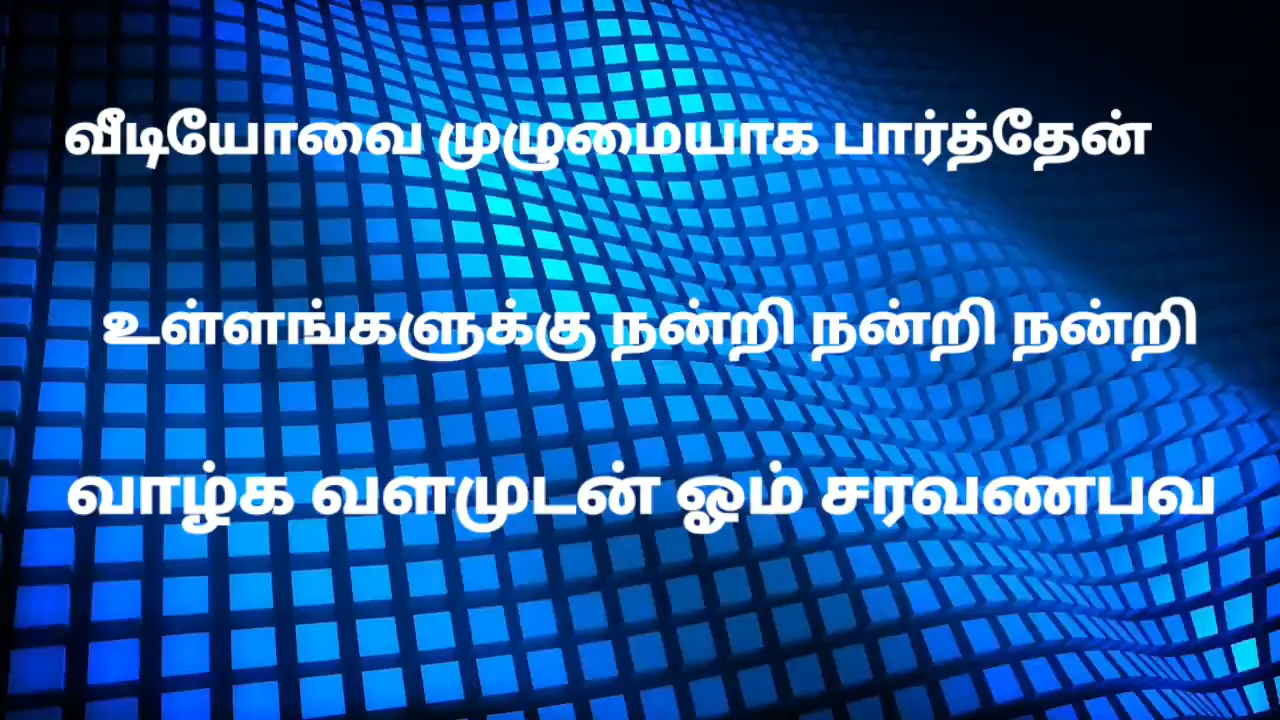 வீடியோவை முழுமையாக பார்த்தேன்
உள்ளங்களுக்கு நன்றி நன்றி நன்றி
வாழ்க வளமுடன் ஓம் சரவணபவ